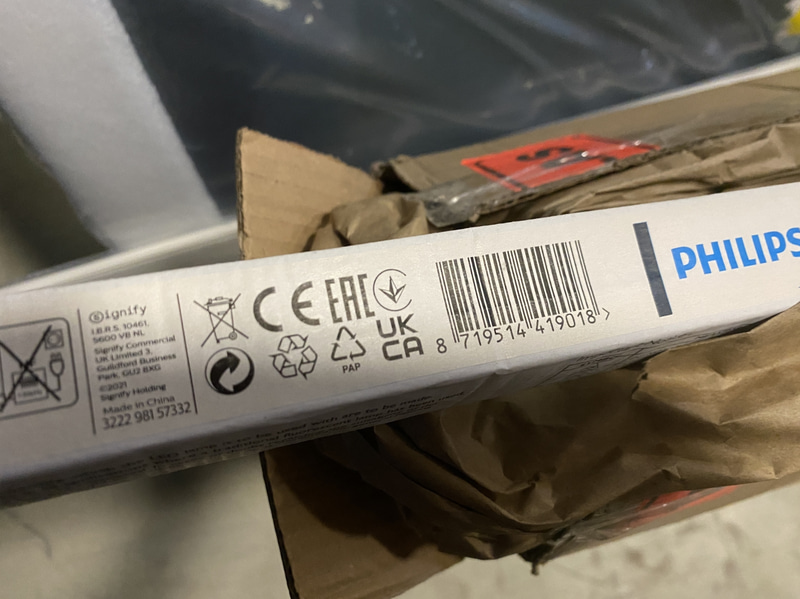 Signify
I.B.R.S. 10461,
5600 VB NL
Signify Commercial
UK Limited 3,
Guildford Business
Park, GU2 8XG
©2021
Signify Holding
Made in China
3222 981 57332
CE EAC
PAP
UK
CA
8 719514 419018 >
PHILIPS